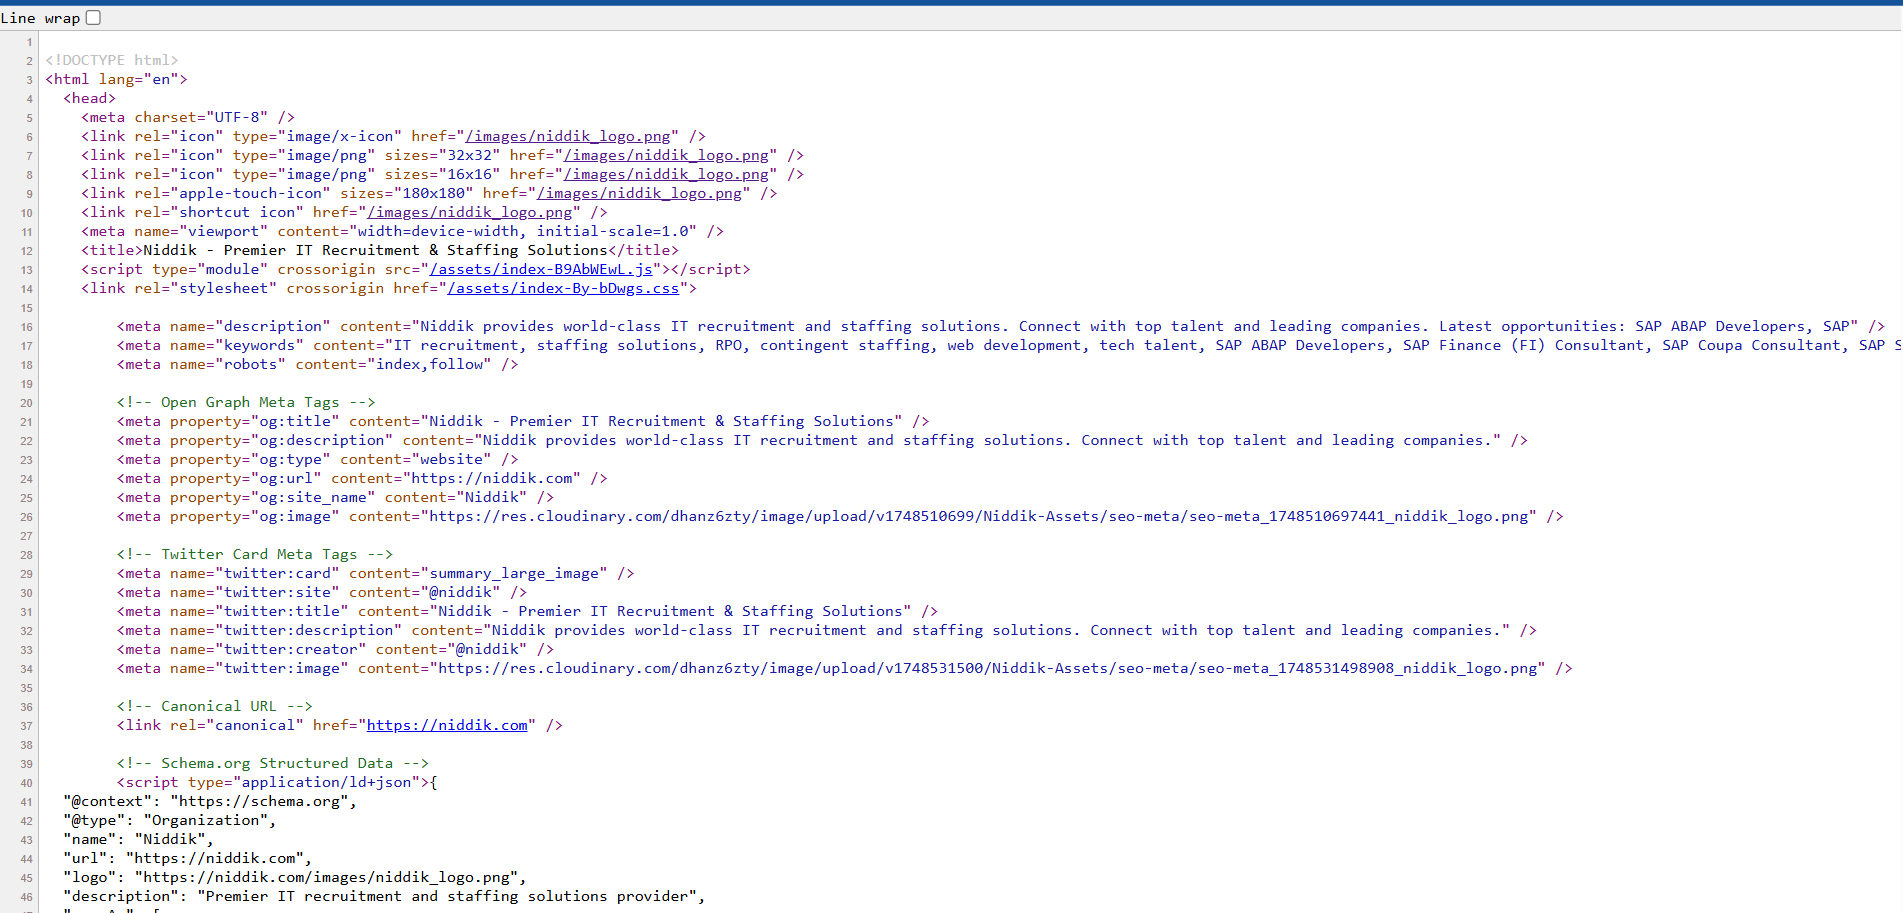 Line wrap
1
2 <!DOCTYPE html>
3 <html lang="en">
4 <head>
5 <meta charset="UTF-8" />
6 <link rel="icon" type="image/x-icon" href="/images/niddik_logo.png" />
7 <link rel="icon" type="image/png" sizes="32x32" href="/images/niddik_logo.png" />
8 <link rel="icon" type="image/png" sizes="16x16" href="/images/niddik_logo.png" />
9 <link rel="apple-touch-icon" sizes="180x180" href="/images/niddik_logo.png" />
10 <link rel="shortcut icon" href="/images/niddik_logo.png" />
11 <meta name="viewport" content="width=device-width, initial-scale=1.0" />
12 <title>Niddik - Premier IT Recruitment & Staffing Solutions</title>
13 <script type="module" crossorigin src="/assets/index-B9AbWEwL.js"></script>
14 <link rel="stylesheet" crossorigin href="/assets/index-By-bDwgs.css">
15
16 <meta name="description" content="Niddik provides world-class IT recruitment and staffing solutions. Connect with top talent and leading companies. Latest opportunities: SAP ABAP Developers, SAP" />
17 <meta name="keywords" content="IT recruitment, staffing solutions, RPO, contingent staffing, web development, tech talent, SAP ABAP Developers, SAP Finance (FI) Consultant, SAP Coupa Consultant, SAP S
18 <meta name="robots" content="index,follow" />
19
20 <!-- Open Graph Meta Tags -->
21 <meta property="og:title" content="Niddik - Premier IT Recruitment & Staffing Solutions" />
22 <meta property="og:description" content="Niddik provides world-class IT recruitment and staffing solutions. Connect with top talent and leading companies." />
23 <meta property="og:type" content="website" />
24 <meta property="og:url" content="https://niddik.com" />
25 <meta property="og:site_name" content="Niddik" />
26 <meta property="og:image" content="https://res.cloudinary.com/dhanz6zty/image/upload/v1748510699/Niddik-Assets/seo-meta/seo-meta_1748510697441_niddik_logo.png" />
27
28 <!-- Twitter Card Meta Tags -->
29 <meta name="twitter:card" content="summary_large_image" />
30 <meta name="twitter:site" content="@niddik" />
31 <meta name="twitter:title" content="Niddik - Premier IT Recruitment & Staffing Solutions" />
32 <meta name="twitter:description" content="Niddik provides world-class IT recruitment and staffing solutions. Connect with top talent and leading companies." />
33 <meta name="twitter:creator" content="@niddik" />
34 <meta name="twitter:image" content="https://res.cloudinary.com/dhanz6zty/image/upload/v1748531500/Niddik-Assets/seo-meta/seo-meta_1748531498908_niddik_logo.png" />
35
36 <!-- Canonical URL -->
37 <link rel="canonical" href="https://niddik.com" />
38
39 <!-- Schema.org Structured Data -->
40 <script type="application/ld+json">{
41 "@context": "https://schema.org",
42 "@type": "Organization",
43 "name": "Niddik",
44 "url": "https://niddik.com",
45 "logo": "https://niddik.com/images/niddik_logo.png",
46 "description": "Premier IT recruitment and staffing solutions provider",